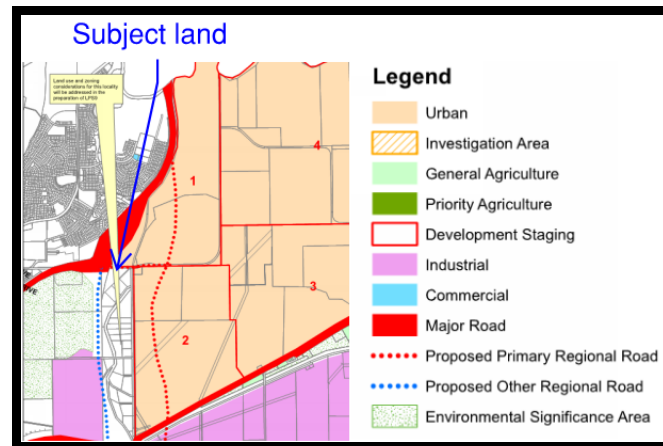 Subject land
Land use and zoning
considerations for this locality
will be addressed in the
preparation of LPS5
1
4
3
2
Legend
Urban
Investigation Area
General Agriculture
Priority Agriculture
Development Staging
Industrial
Commercial
Major Road
Proposed Primary Regional Road
Proposed Other Regional Road
Environmental Significance Area